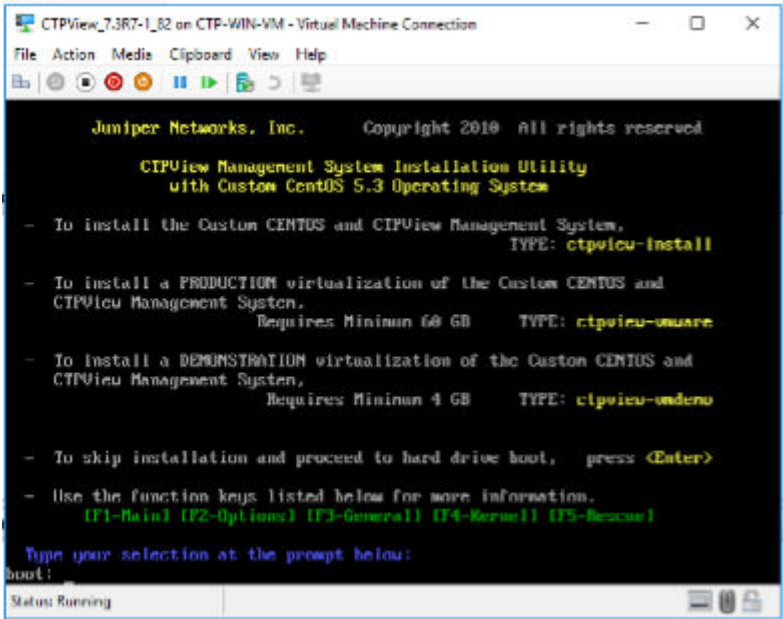 CTPView_7.3R7-1_82 on CTP-WIN-VM - Virtual Machine Connection
File Action Media Clipboard View Help
Juniper Networks, Inc. Copyright 2010 All rights reserved
CTPView Management System Installation Utility
with Custom CentOS 5.3 Operating System
- To install the Custom CENTOS and CTPView Management System,
TYPE: ctpview-install
- To install a PRODUCTION virtualization of the Custom CENTOS and
CTPView Management System,
Requires Minimum 60 GB TYPE: ctpview-vmware
- To install a DEMONSTRATION virtualization of the Custom CENTOS and
CTPView Management System,
Requires Minimum 4 GB TYPE: ctpview-vmdemo
- To skip installation and proceed to hard drive boot, press <Enter>
- Use the function keys listed below for more information.
[F1-Main] [F2-Options] [F3-General] [F4-Kernel] [F5-Rescue]
Type your selection at the prompt below:
boot: _
Status: Running